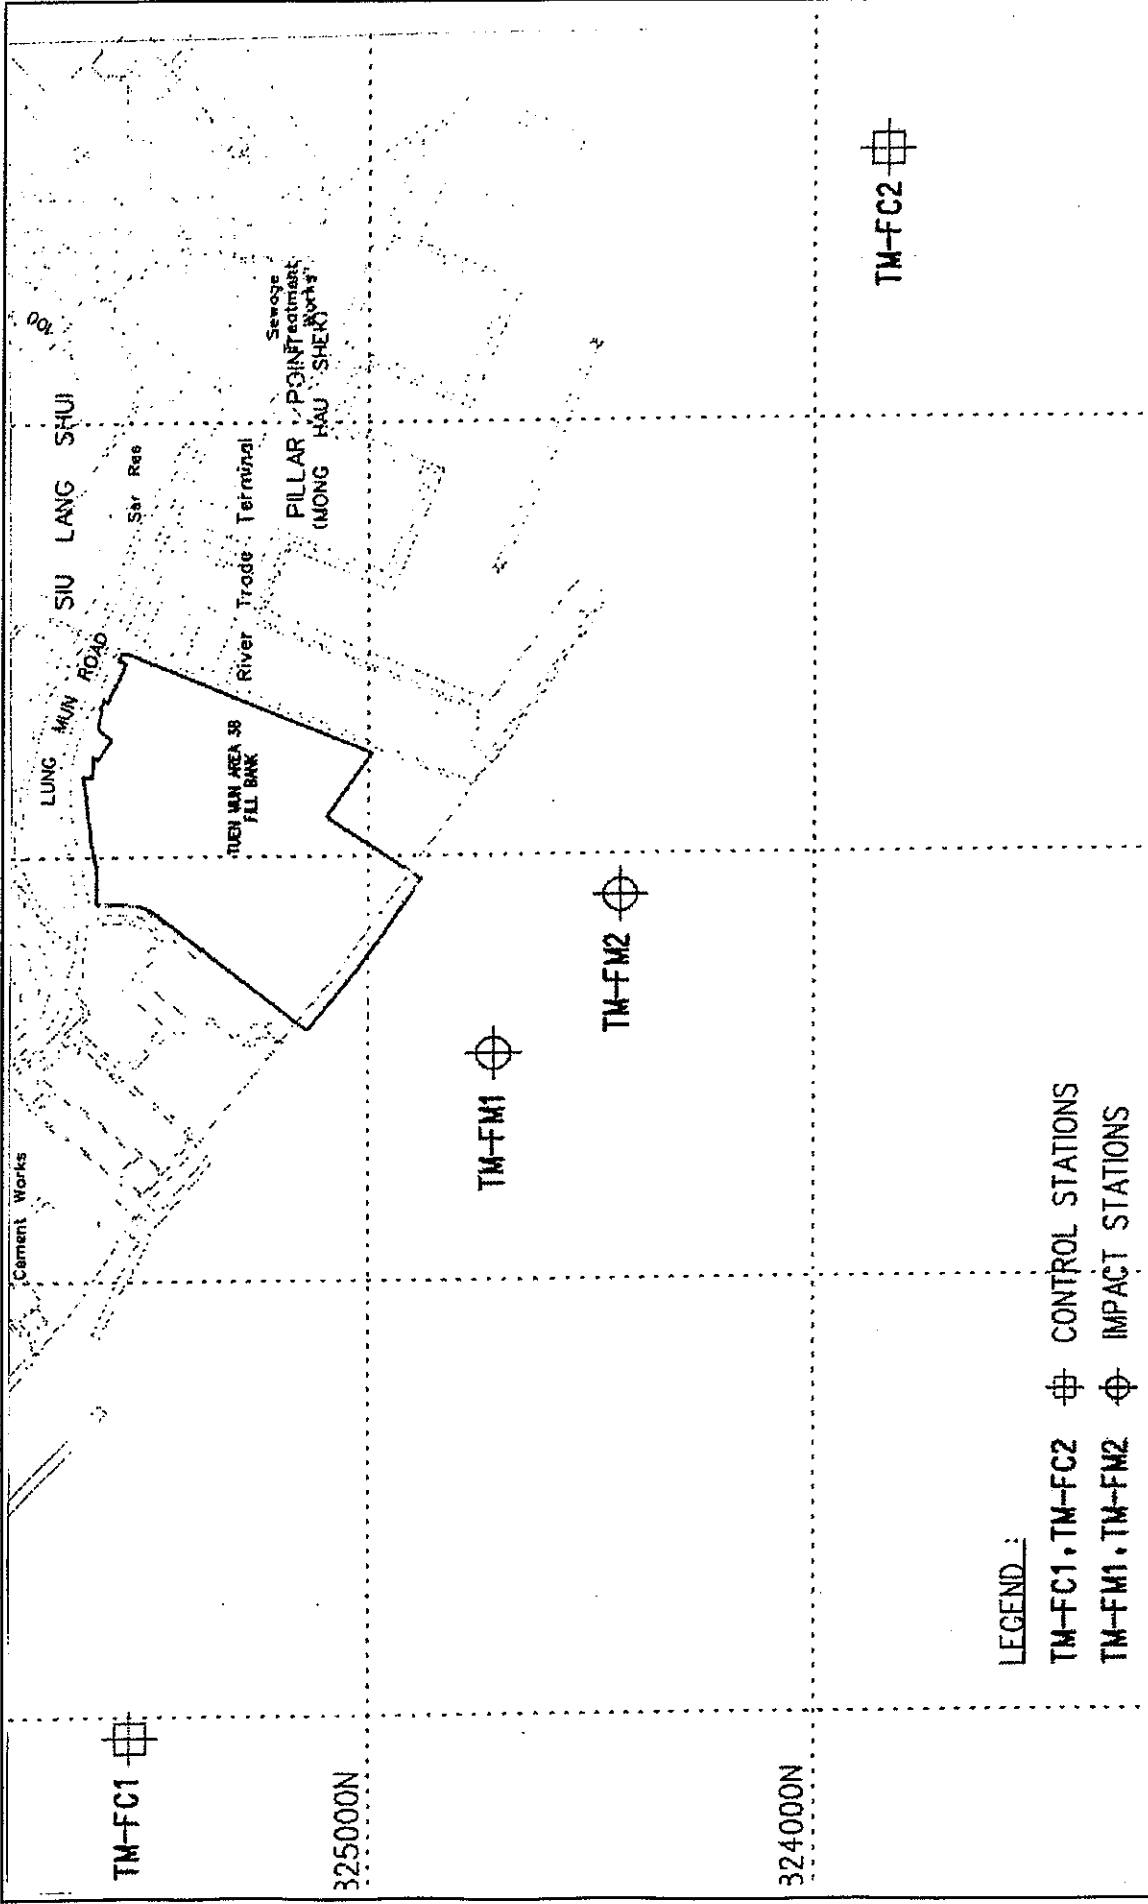 Cement Works
LUNG MUN ROAD
SIU LANG SHUI
100
Sar Res
TUEN MUN AREA 38
FILL BANK
River Trade Terminal
Sewage
Treatment
Works
PILLAR POINT
(MONG HAU SHEK)
TM-FC1
325000N
TM-FM1
TM-FM2
324000N
TM-FC2
LEGEND :
TM-FC1,TM-FC2 CONTROL STATIONS
TM-FM1,TM-FM2 IMPACT STATIONS